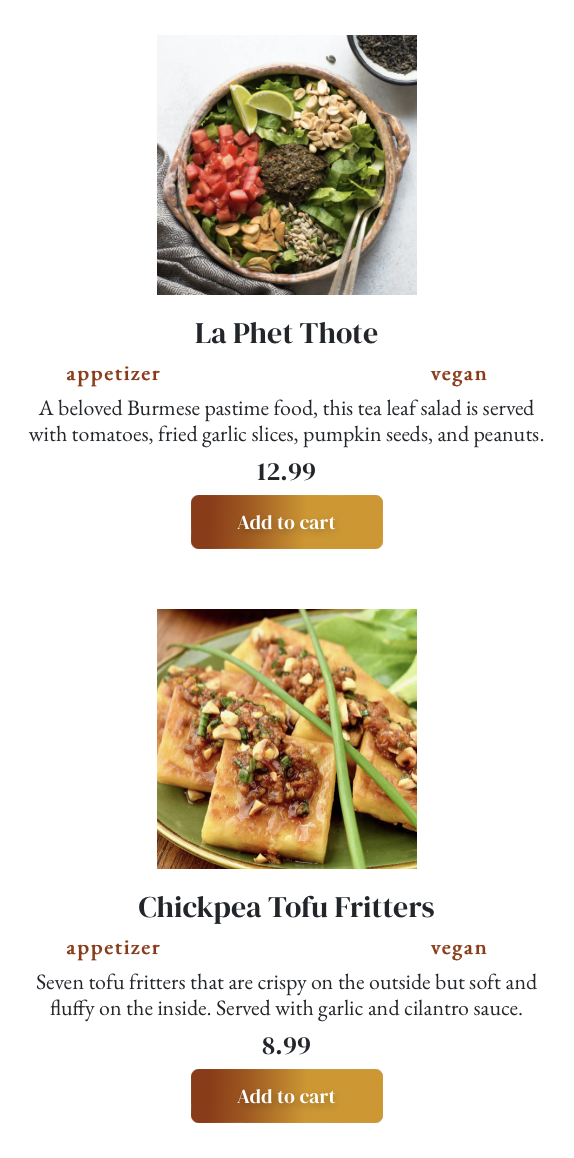 La Phet Thote
appetizer vegan
A beloved Burmese pastime food, this tea leaf salad is served
with tomatoes, fried garlic slices, pumpkin seeds, and peanuts.
12.99
Add to cart
Chickpea Tofu Fritters
appetizer vegan
Seven tofu fritters that are crispy on the outside but soft and
fluffy on the inside. Served with garlic and cilantro sauce.
8.99
Add to cart